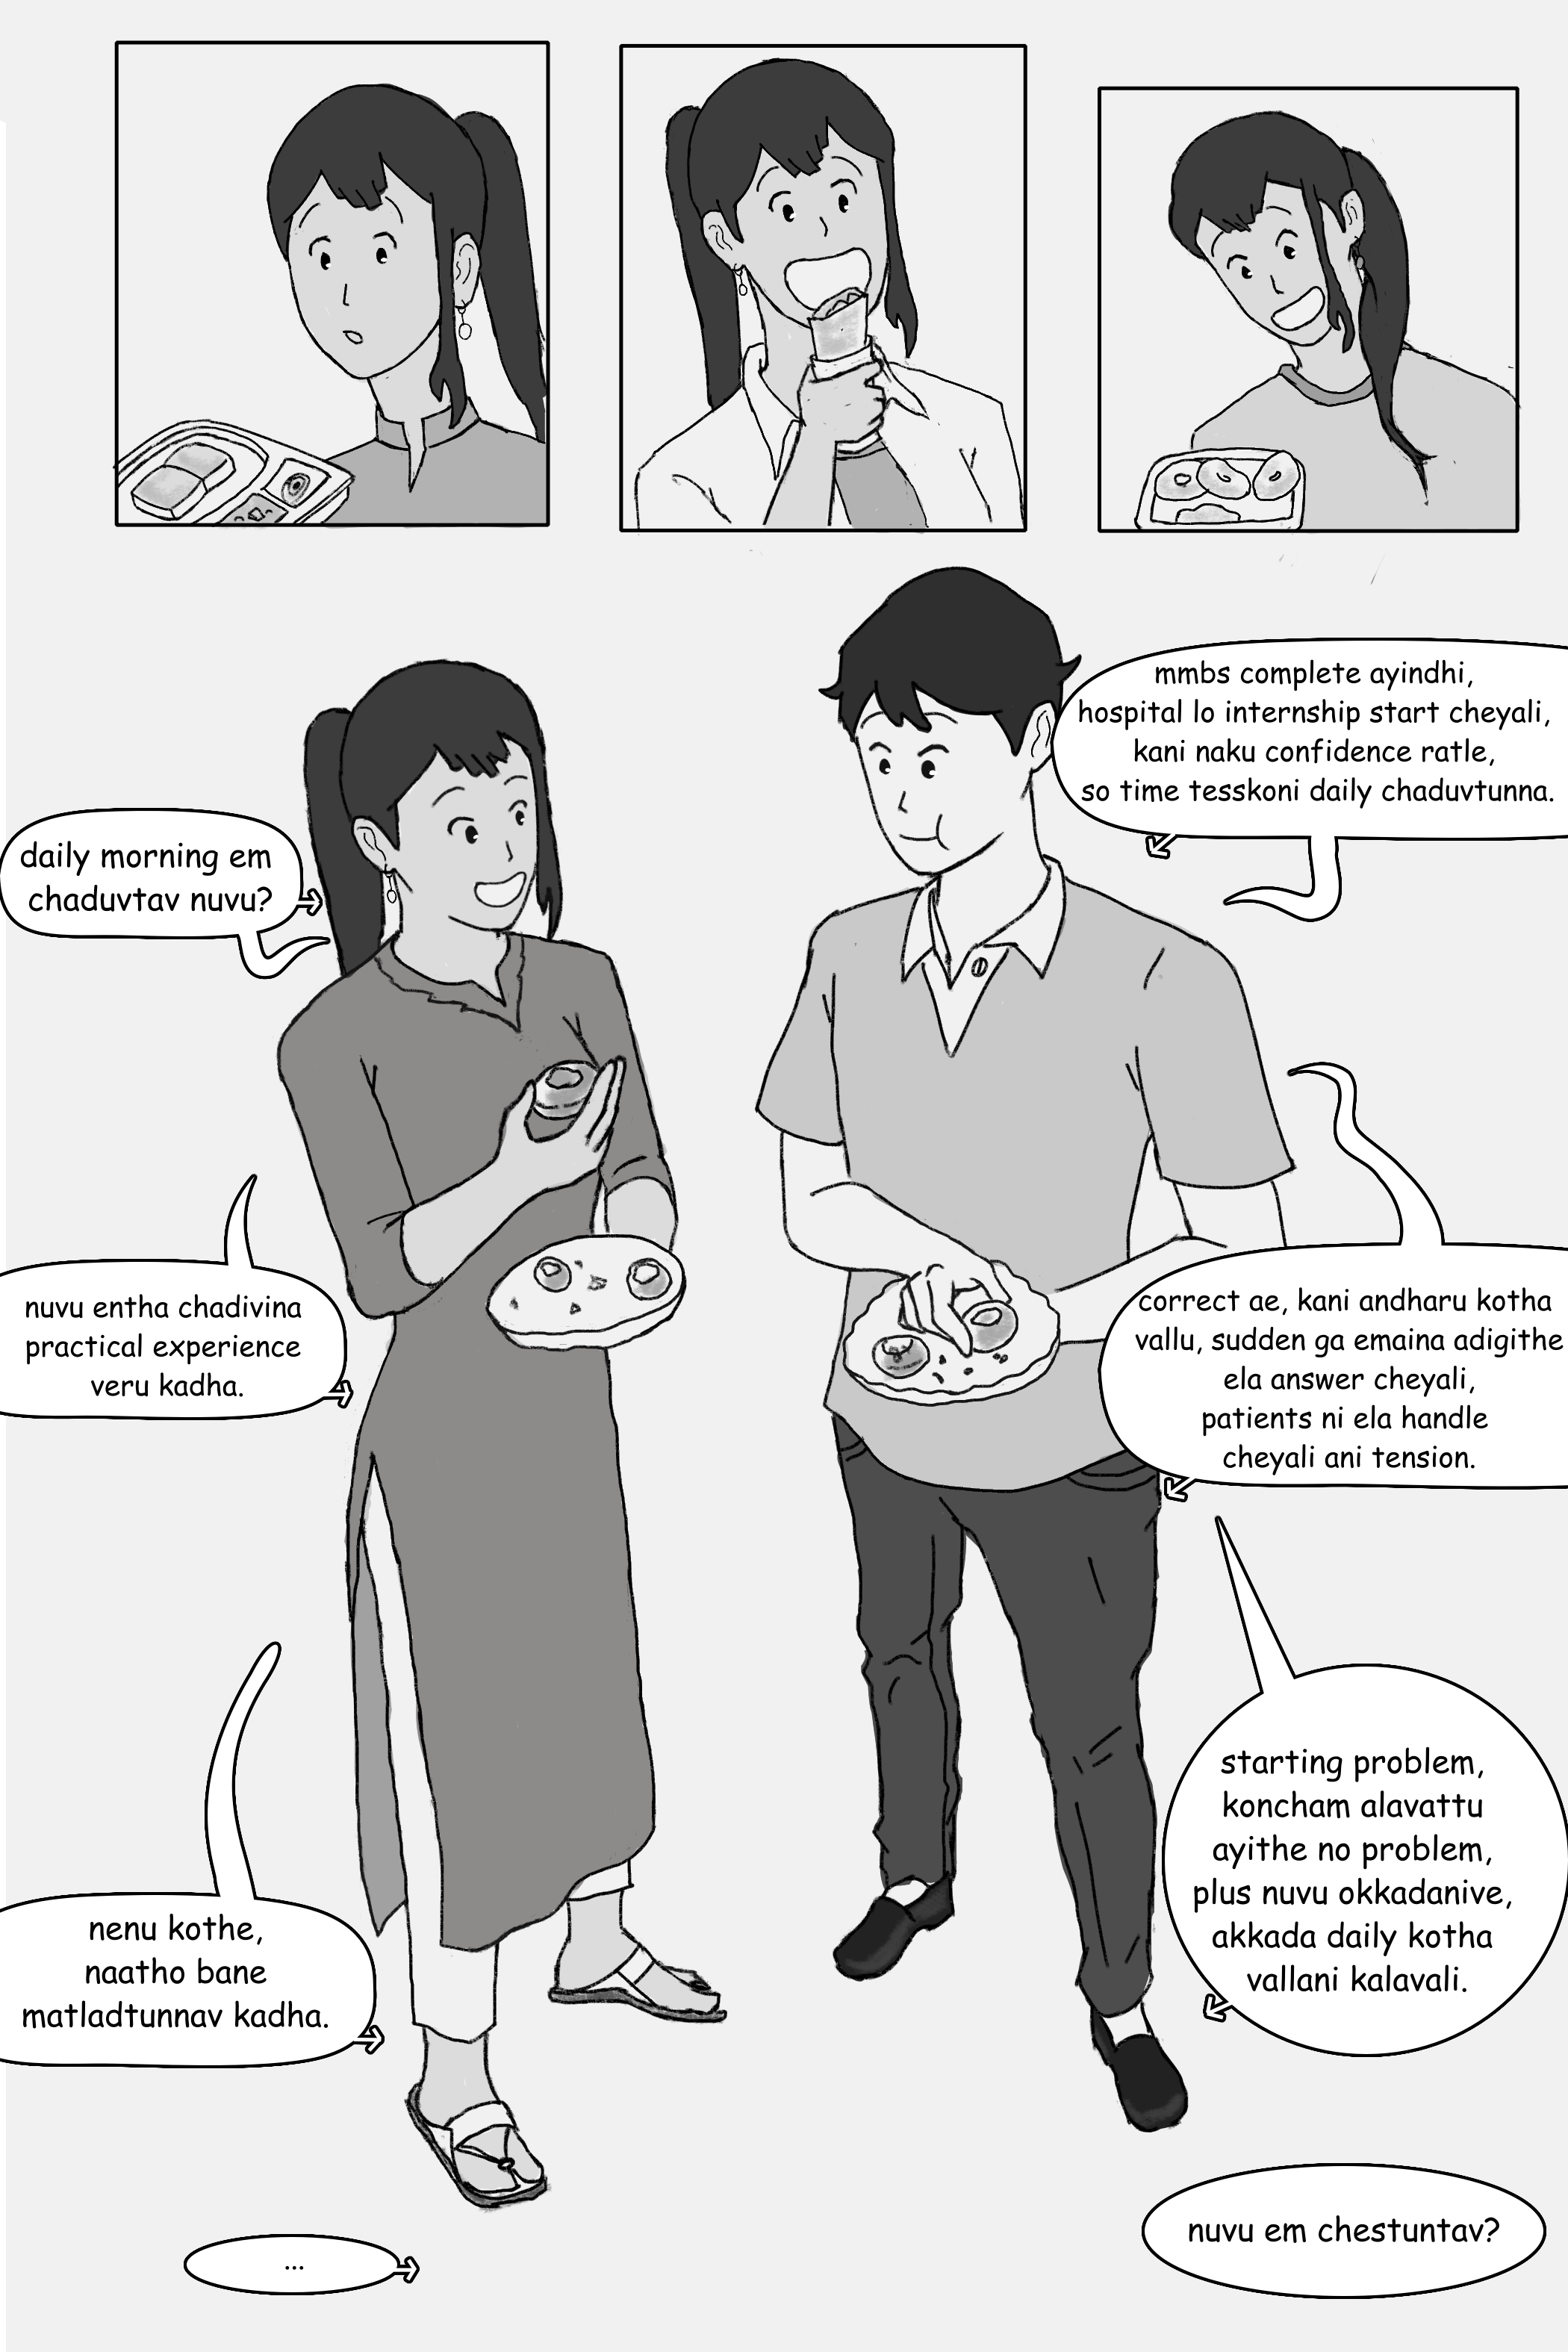 daily morning em
chaduvtav nuvu?
mmbs complete ayindhi,
hospital lo internship start cheyali,
kani naku confidence ratle,
so time tesskoni daily chaduvtunna.
nuvu entha chadivina
practical experience
veru kadha.
correct ae, kani andharu kotha
vallu, sudden ga emaina adigithe
ela answer cheyali,
patients ni ela handle
cheyali ani tension.
nenu kothe,
naatho bane
matladtunnav kadha.
starting problem,
koncham alavattu
ayithe no problem,
plus nuvu okkadanive,
akkada daily kotha
vallani kalavali.
...
nuvu em chestuntav?